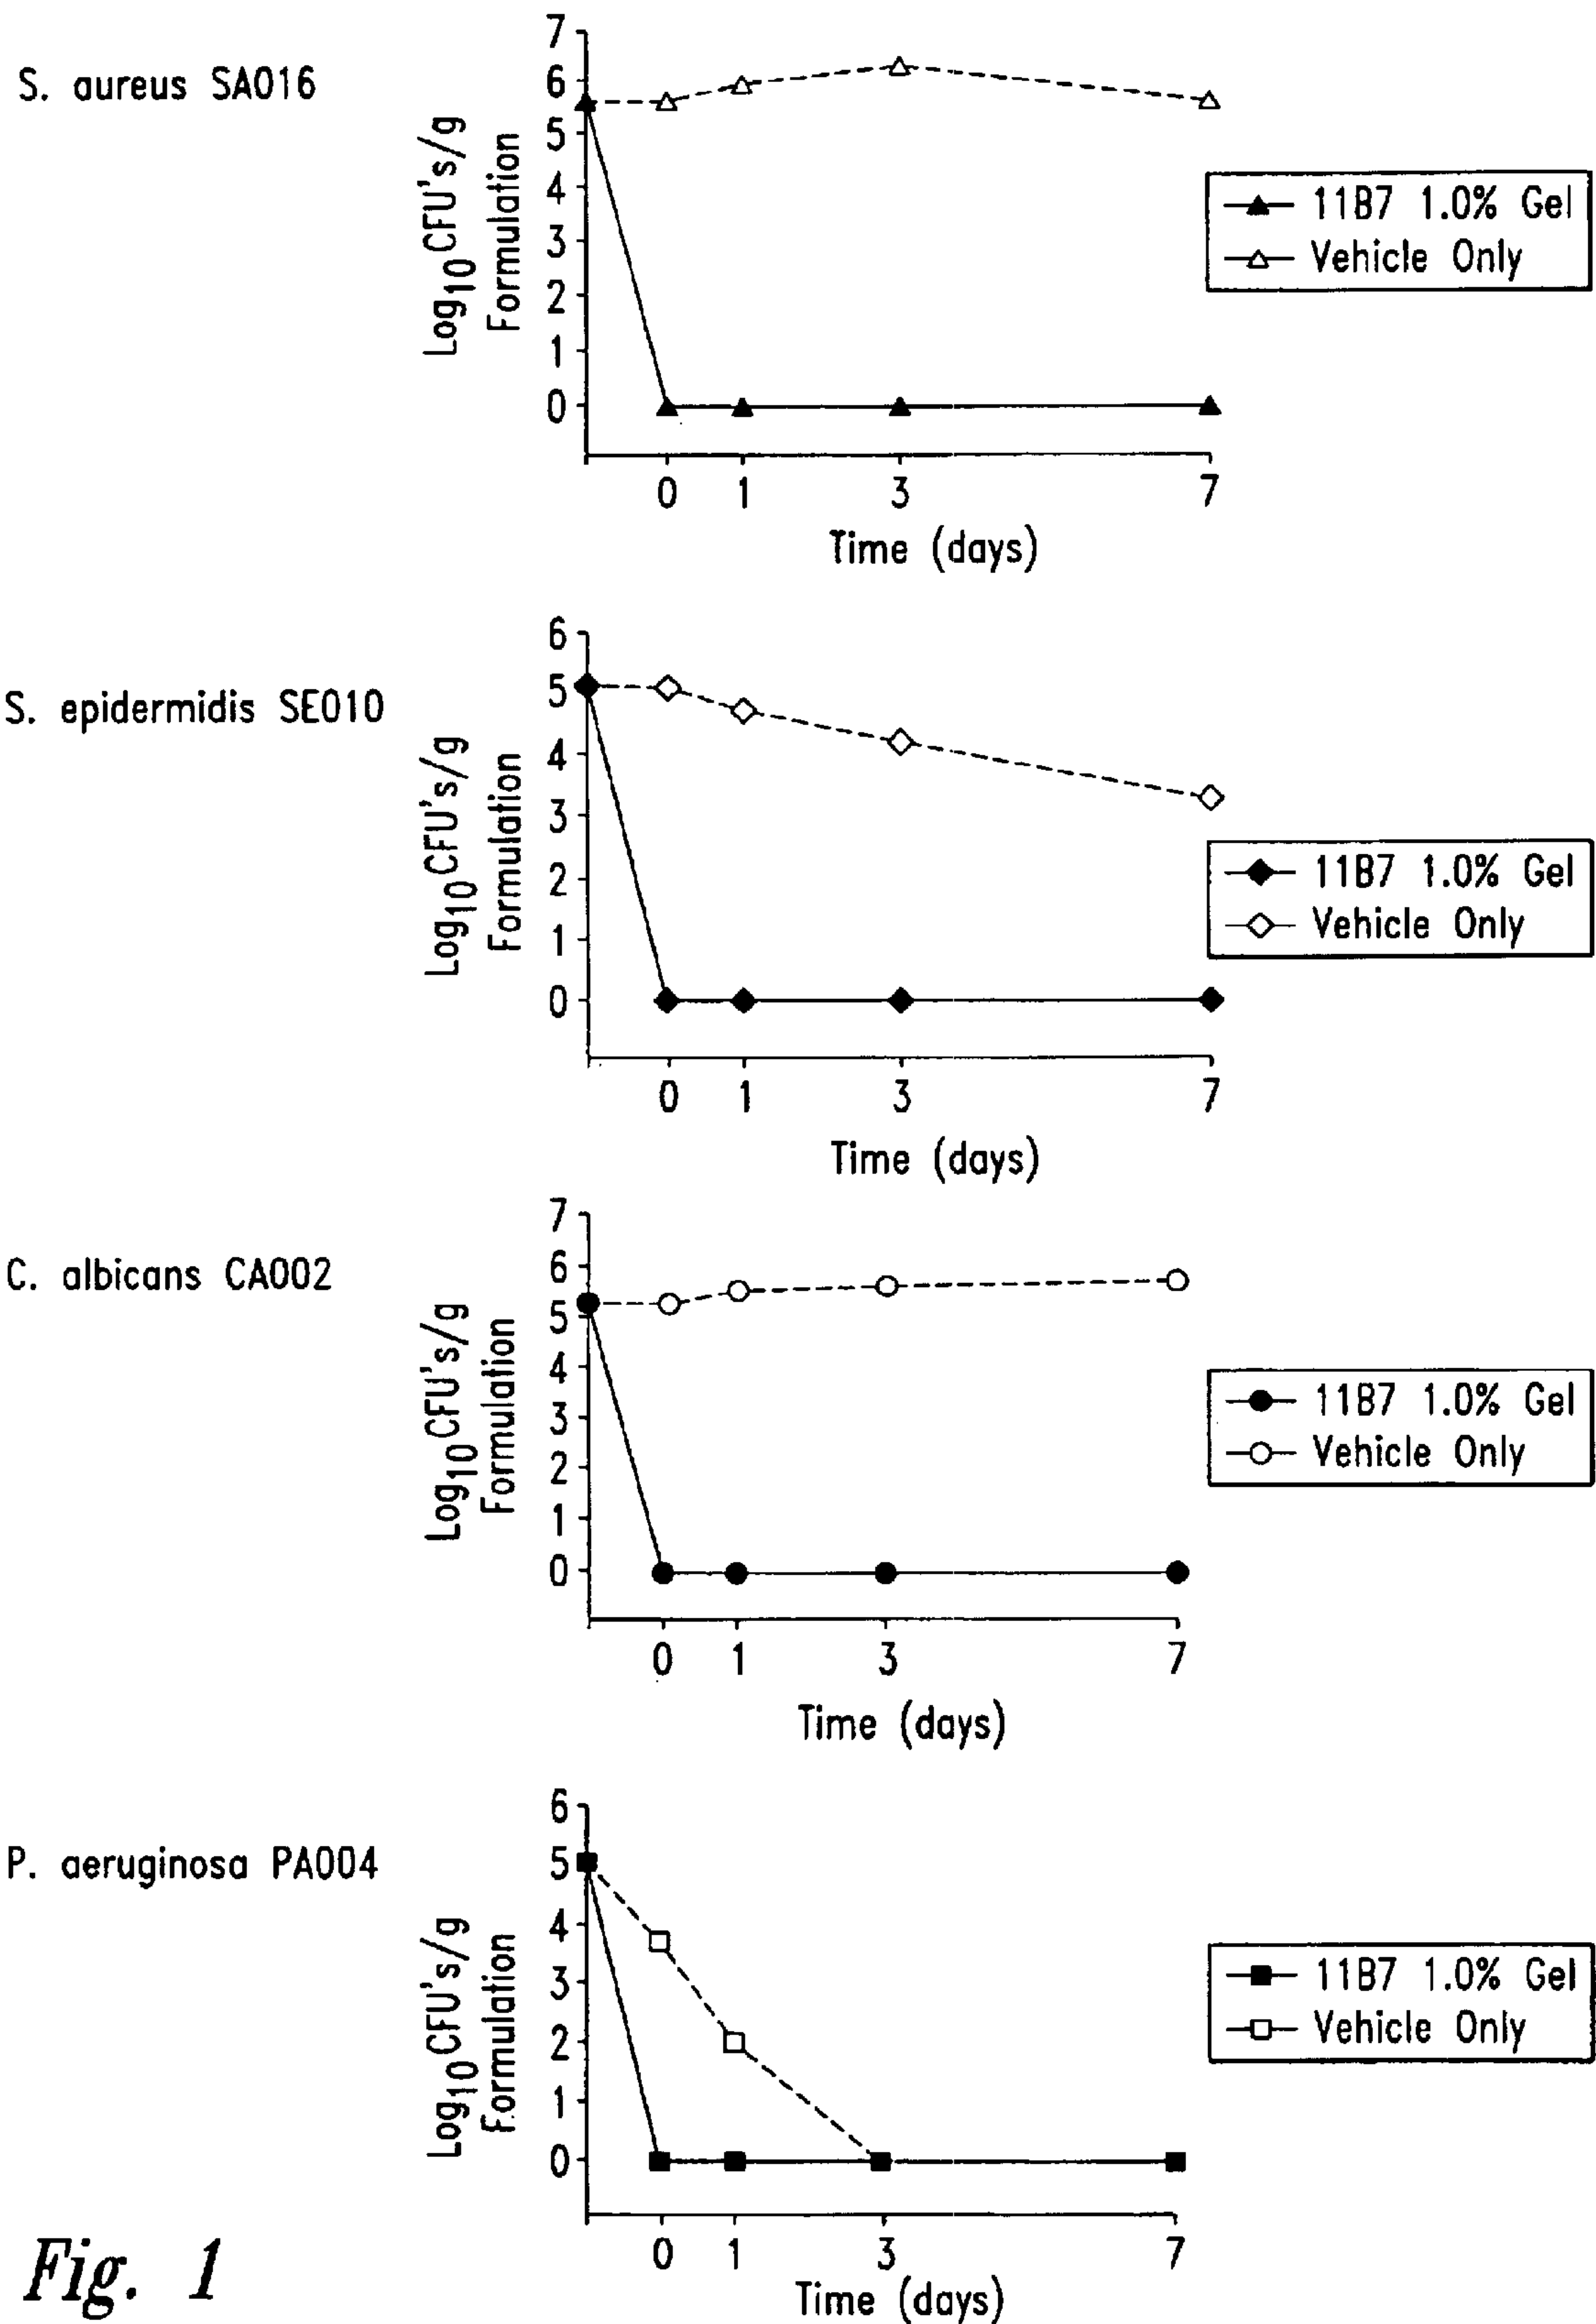 S. aureus SA016
Log10CFU's/g
Formulation
7
6
5
4
3
2
1
0
0 1 3 7
Time (days)
11B7 1.0% Gel
Vehicle Only
S. epidermidis SE010
Log10CFU's/g
Formulation
6
5
4
3
2
1
0
0 1 3 7
Time (days)
11B7 1.0% Gel
Vehicle Only
C. albicans CA002
Log10CFU's/g
Formulation
7
6
5
4
3
2
1
0
0 1 3 7
Time (days)
11B7 1.0% Gel
Vehicle Only
P. aeruginosa PA004
Log10CFU's/g
Formulation
6
5
4
3
2
1
0
0 1 3 7
Time (days)
11B7 1.0% Gel
Vehicle Only
Fig. 1